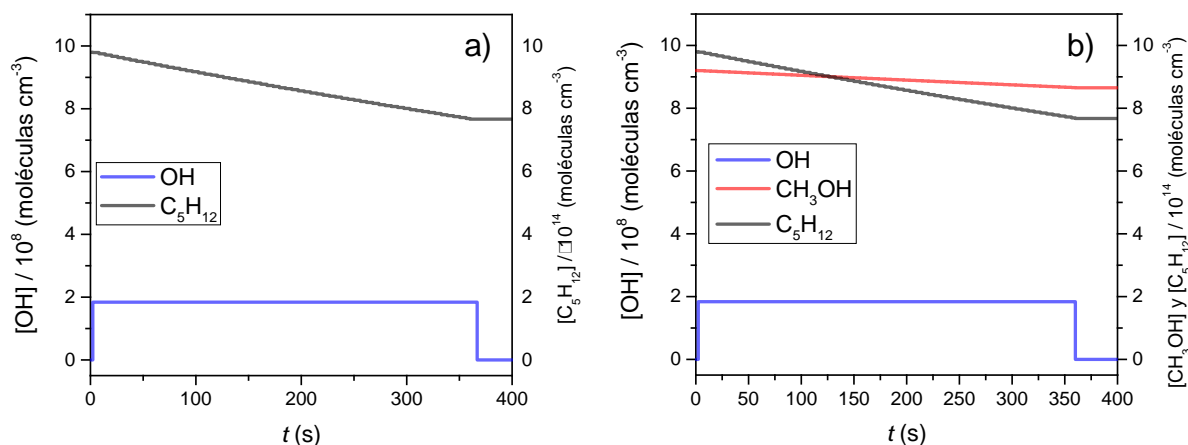 a)
[OH] / 10⁸ (moléculas cm⁻³)
10
8
6
4
2
0
OH
C₅H₁₂
10
8
6
4
2
0
[C₅H₁₂] / □10¹⁴ (moléculas cm⁻³)
0 100 200 300 400
t (s)
b)
[OH] / 10⁸ (moléculas cm⁻³)
10
8
6
4
2
0
OH
CH₃OH
C₅H₁₂
10
8
6
4
2
0
[CH₃OH] y [C₅H₁₂] / 10¹⁴ (moléculas cm⁻³)
0 50 100 150 200 250 300 350 400
t (s)